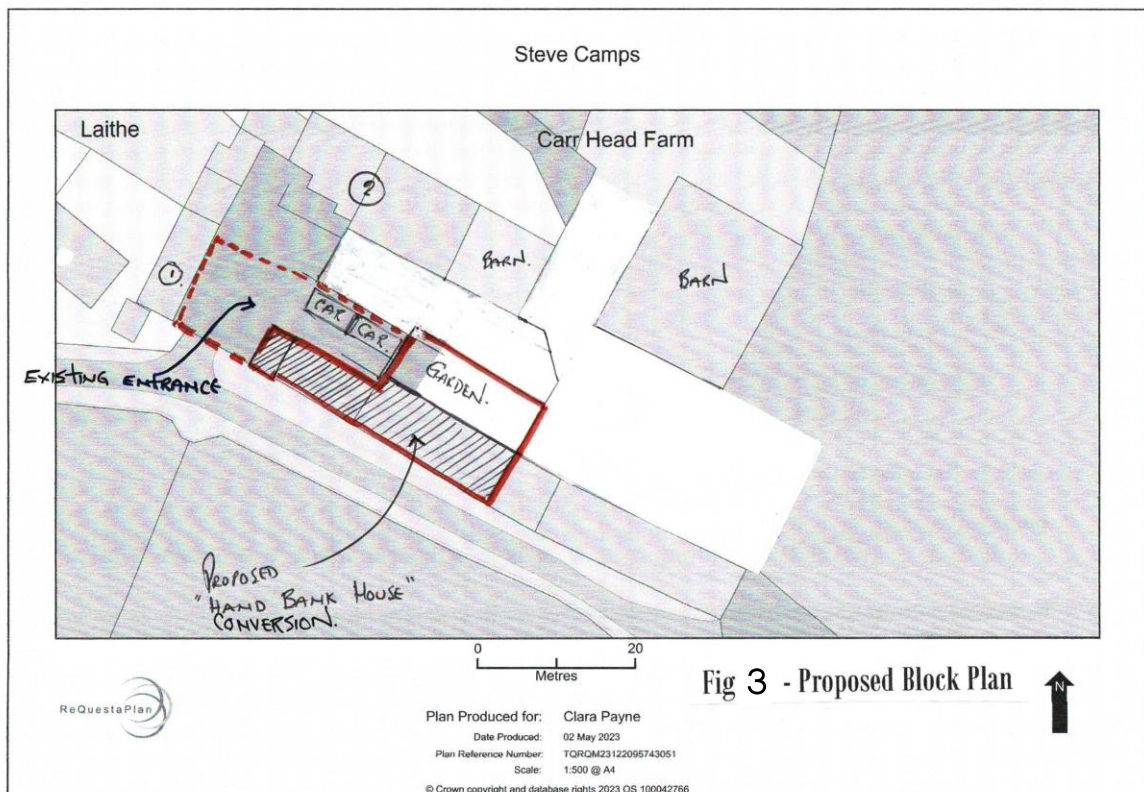 Steve Camps
Laithe
Carr Head Farm
2
BARN.
BARN
1.
CAR
CAR.
GARDEN.
EXISTING ENTRANCE
PROPOSED
"HAND BANK HOUSE"
CONVERSION.
0 20
Metres
Fig 3 - Proposed Block Plan
N
ReQuestaPlan
Plan Produced for: Clara Payne
Date Produced: 02 May 2023
Plan Reference Number: TQRQM23122095743051
Scale: 1:500 @ A4
© Crown copyright and database rights 2023 OS 100042766